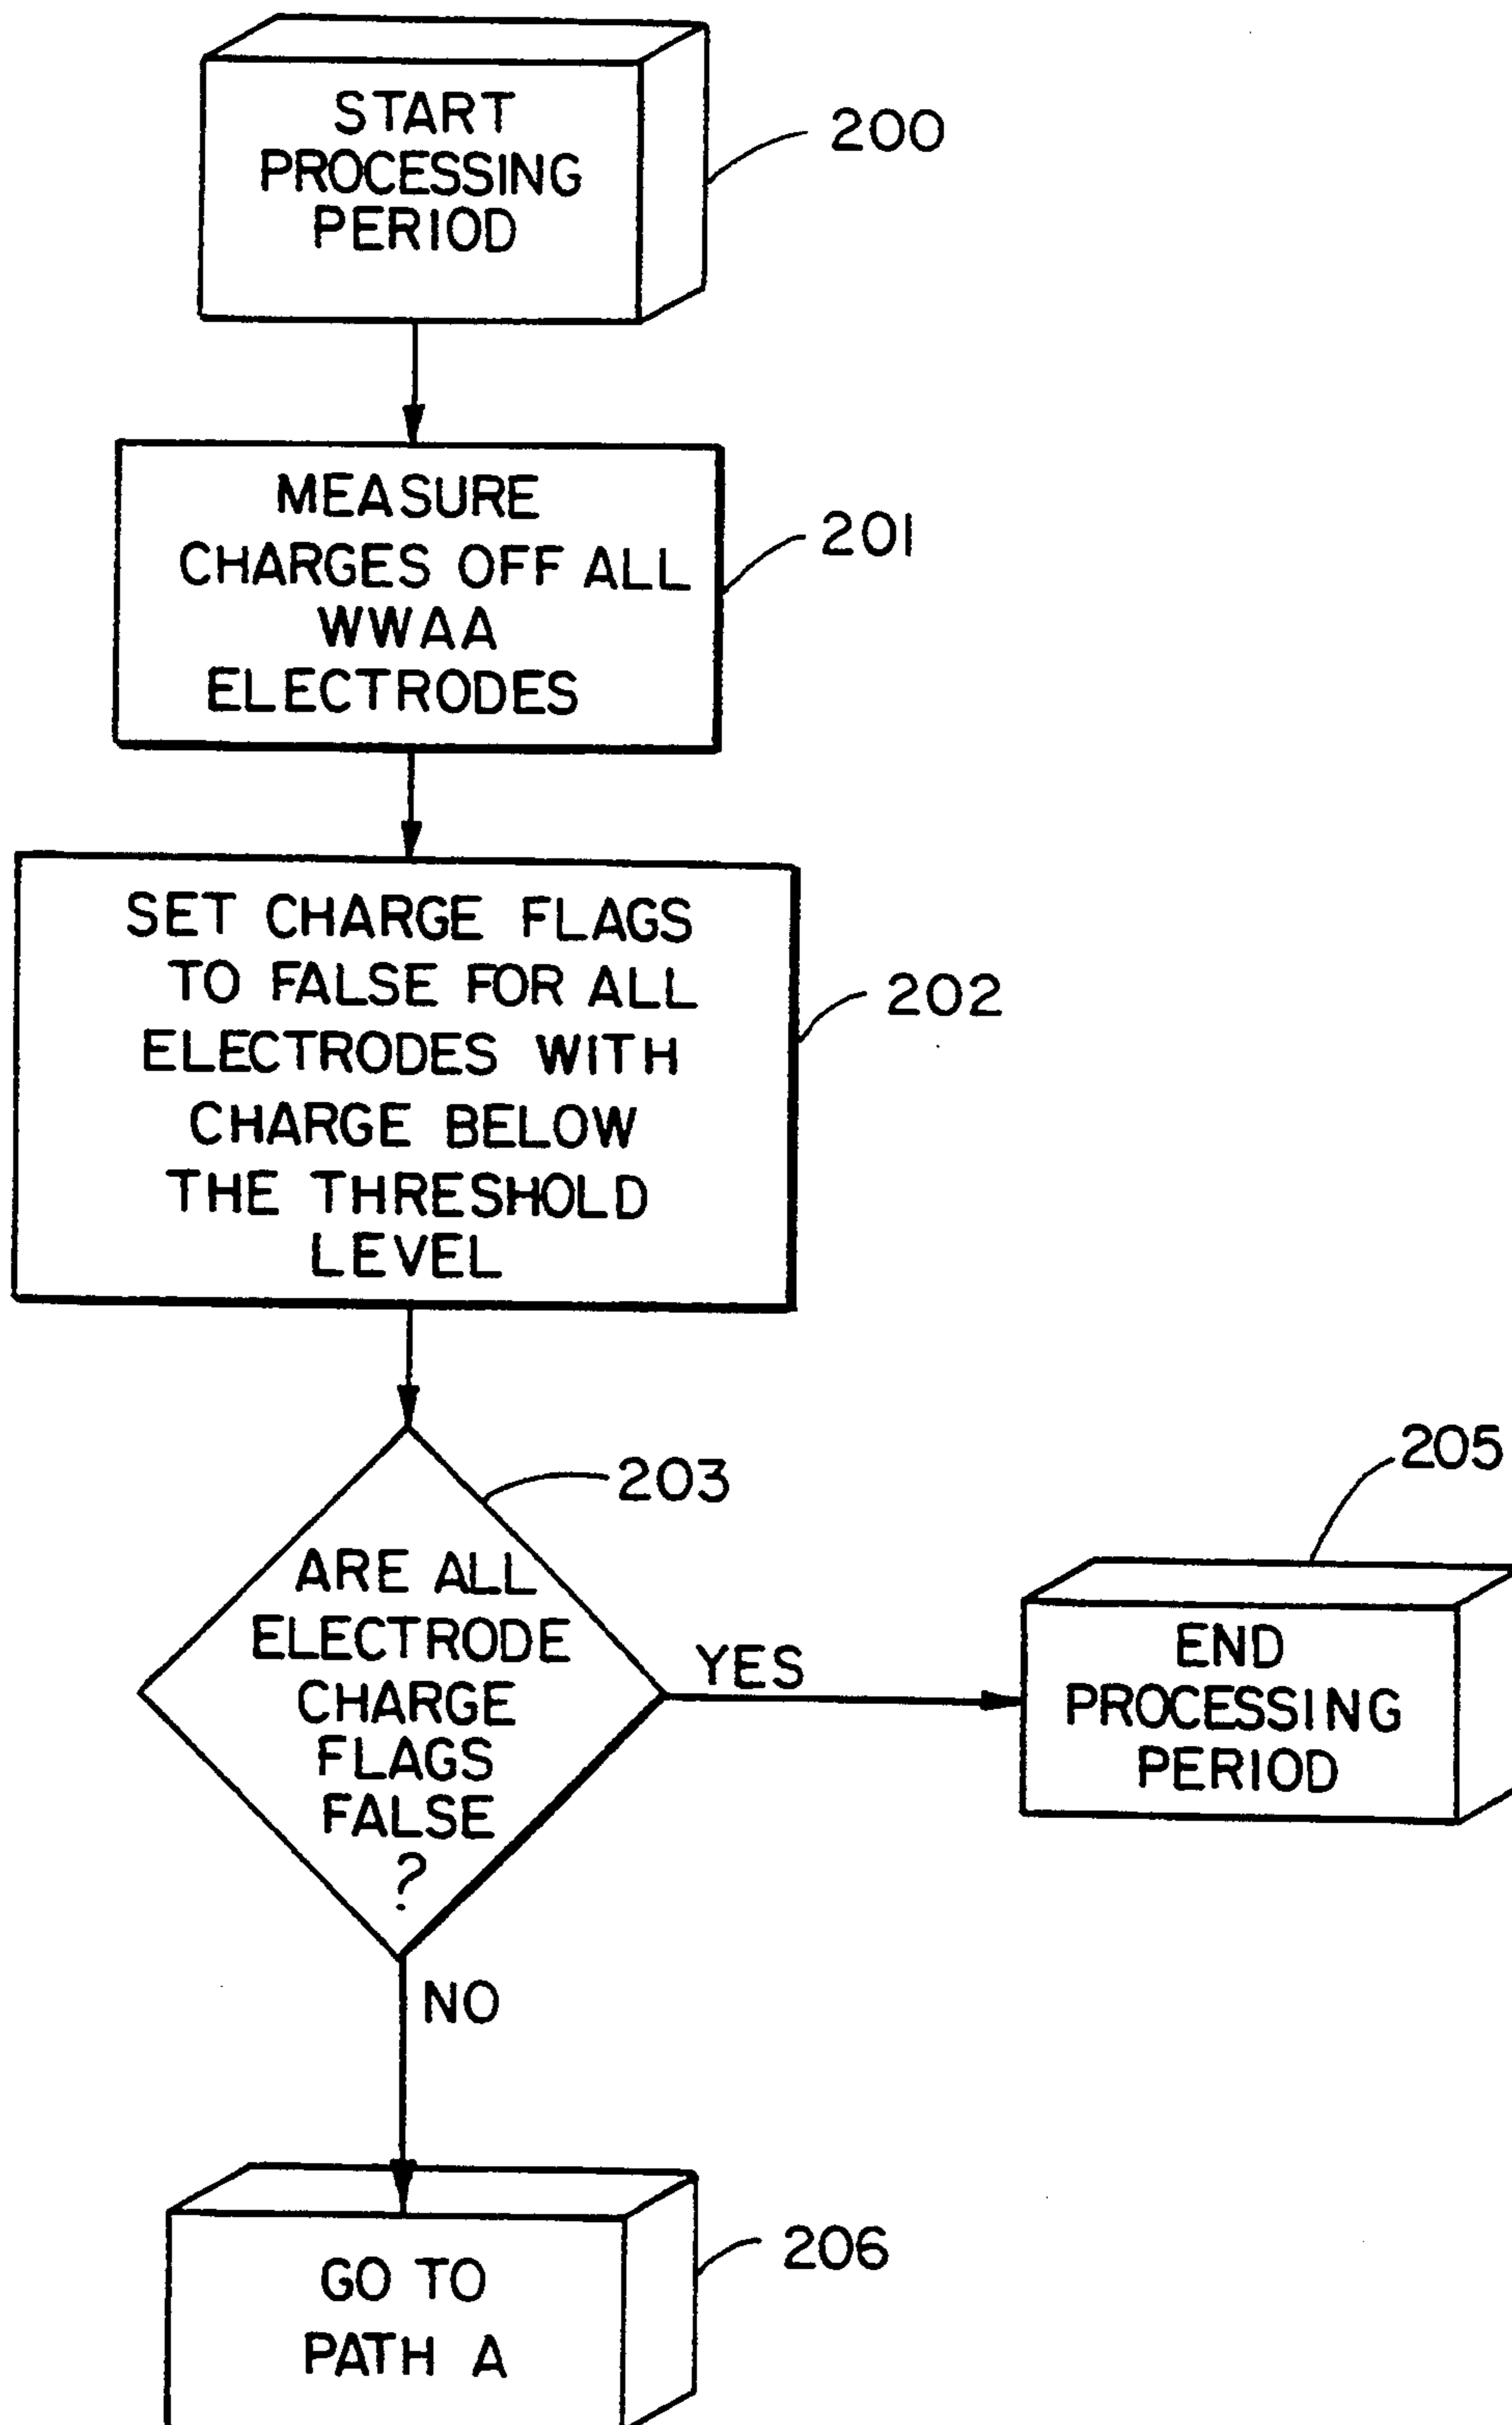 START
PROCESSING
PERIOD
200
MEASURE
CHARGES OFF ALL
WWAA
ELECTRODES
201
SET CHARGE FLAGS
TO FALSE FOR ALL
ELECTRODES WITH
CHARGE BELOW
THE THRESHOLD
LEVEL
202
203
ARE ALL
ELECTRODE
CHARGE
FLAGS
FALSE
?
YES
205
END
PROCESSING
PERIOD
NO
GO TO
PATH A
206